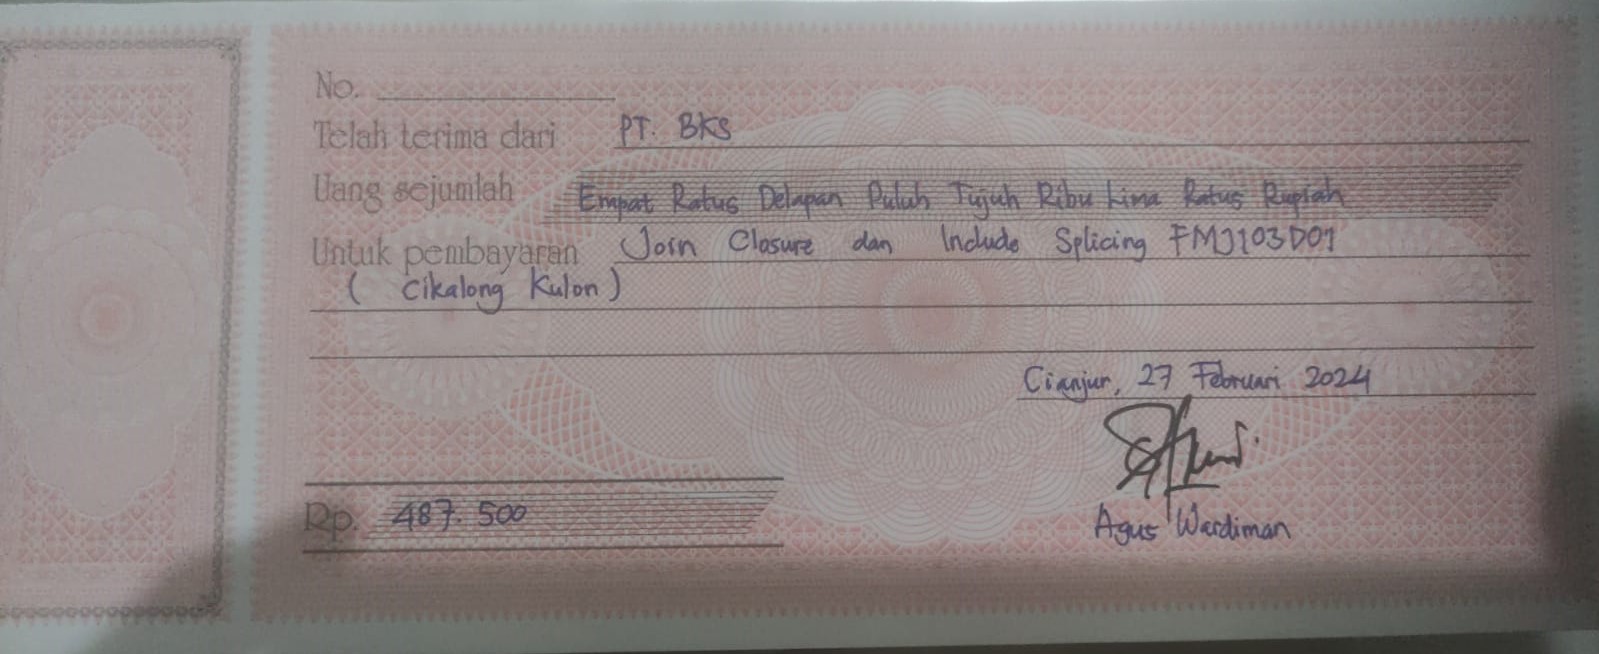 No.
Telah terima dari PT. BKS
Uang sejumlah Empat Ratus Delapan Puluh Tujuh Ribu Lima Ratus Rupiah
Untuk pembayaran Join Closure dan Include Splicing FMJ103D01
( Cikalong Kulon )
Cianjur, 27 Februari 2024
Rp. 487.500
Agus Wardiman